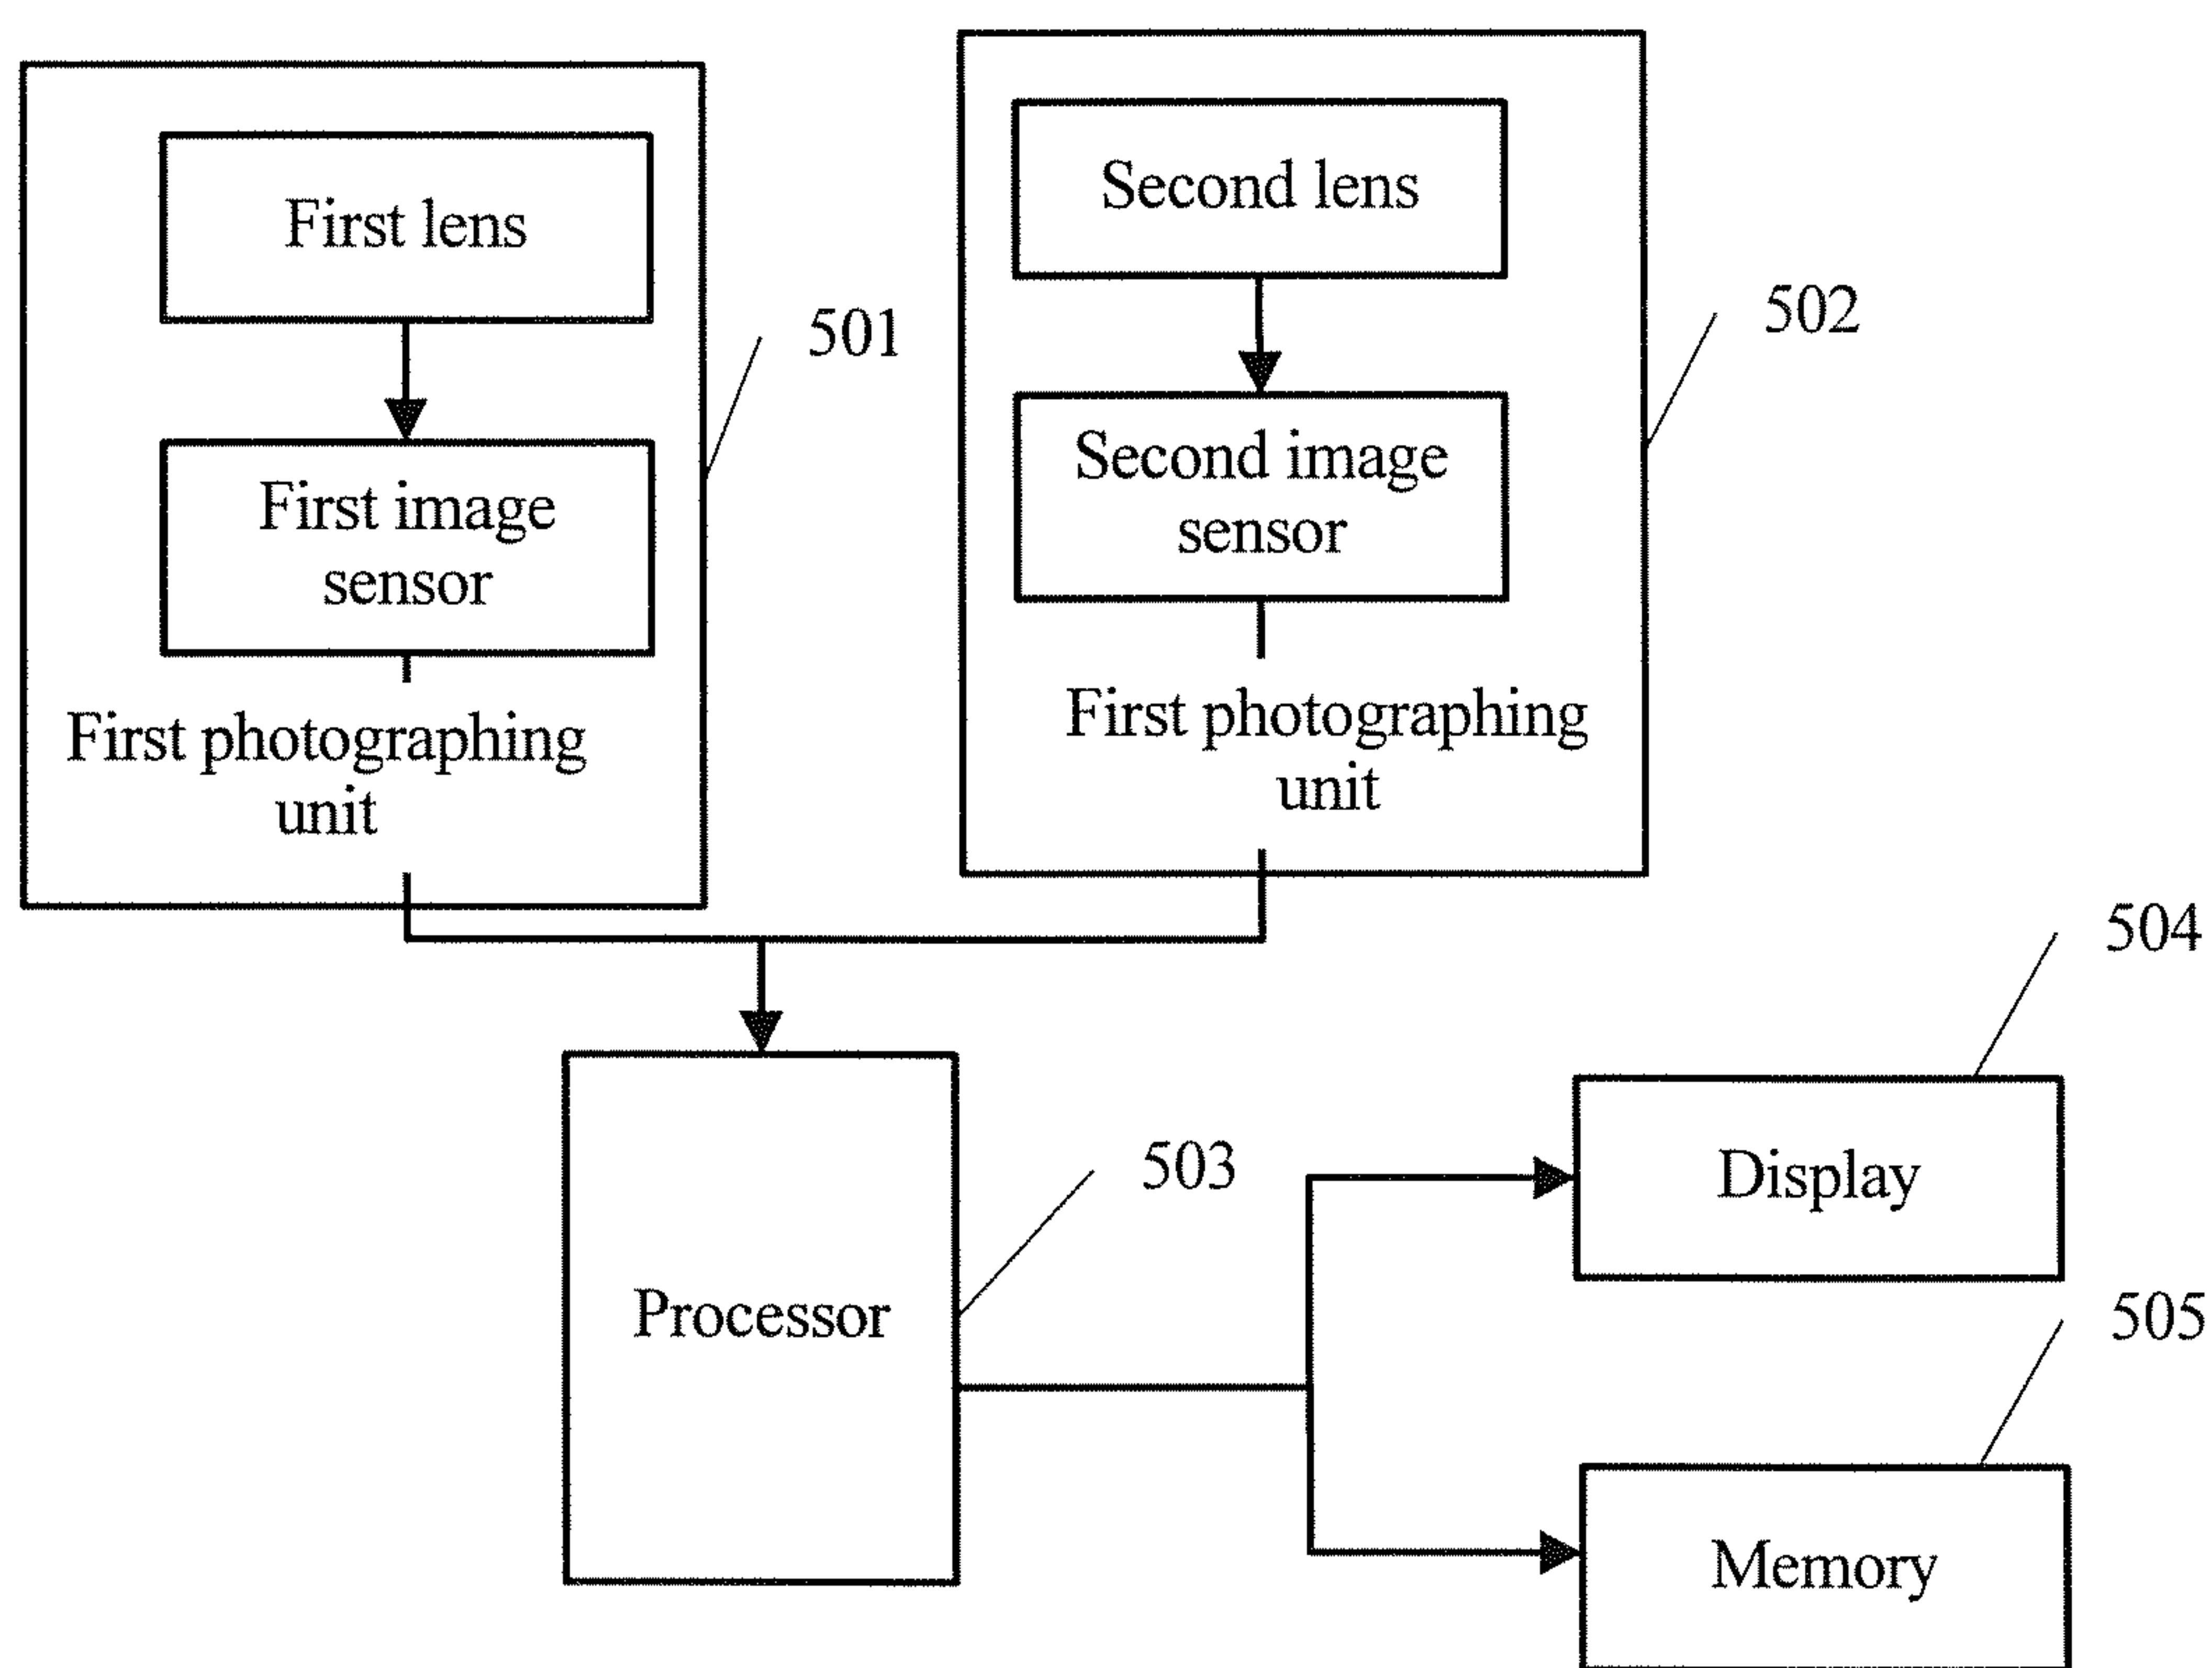 First lens
501
First image
sensor
First photographing
unit
Second lens
502
Second image
sensor
First photographing
unit
Processor
503
504
Display
505
Memory